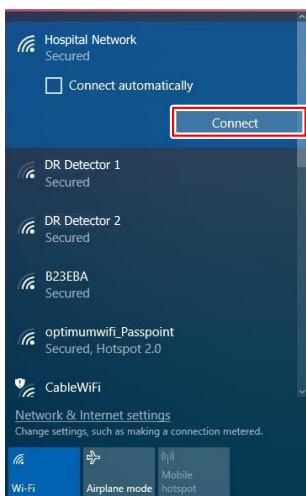 Hospital Network
Secured
Connect automatically
Connect
DR Detector 1
Secured
DR Detector 2
Secured
B23EBA
Secured
optimumwifi_Passpoint
Secured, Hotspot 2.0
CableWiFi
Network & Internet settings
Change settings, such as making a connection metered.
Wi-Fi
Airplane mode
Mobile
hotspot